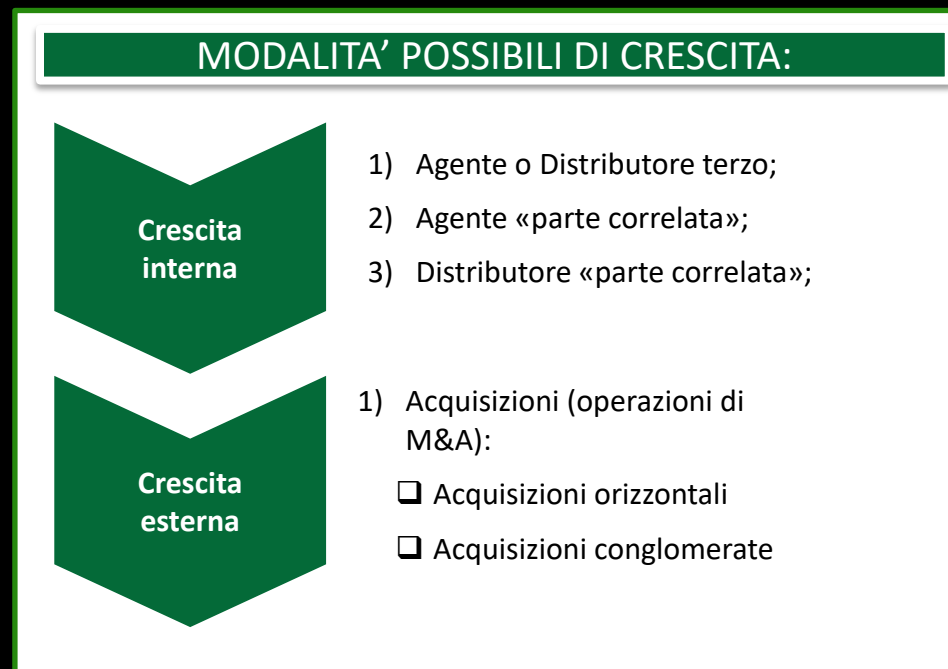 MODALITA’ POSSIBILI DI CRESCITA:
Crescita
interna
1) Agente o Distributore terzo;
2) Agente «parte correlata»;
3) Distributore «parte correlata»;
Crescita
esterna
1) Acquisizioni (operazioni di
M&A):
❑ Acquisizioni orizzontali
❑ Acquisizioni conglomerate